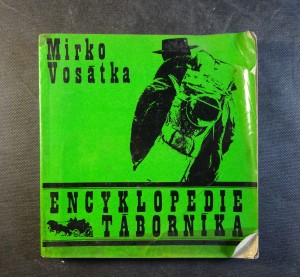 Mirko
Vosátka
ENCYKLOPEDIE
TÁBORNÍKA